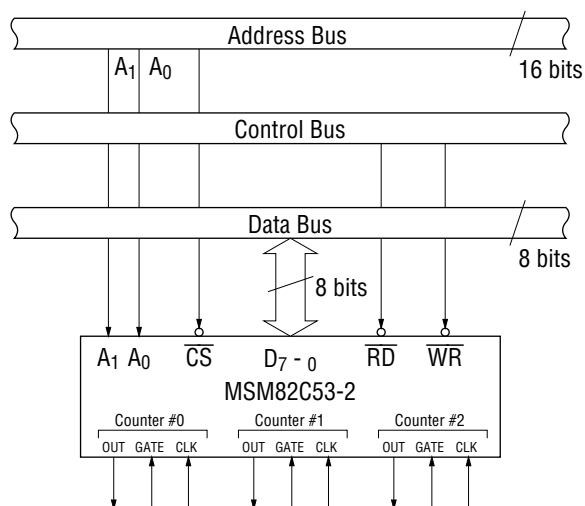 Address Bus
A1 A0
16 bits
Control Bus
Data Bus
8 bits
8 bits
A1 A0 CS D7 - 0 RD WR
MSM82C53-2
Counter #0 Counter #1 Counter #2
OUT GATE CLK OUT GATE CLK OUT GATE CLK